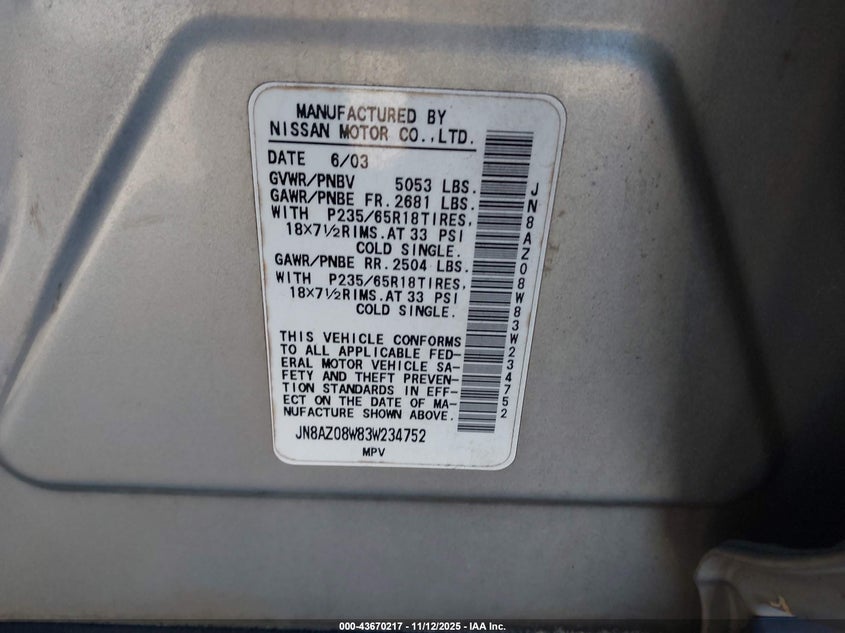 MANUFACTURED BY
NISSAN MOTOR CO.,LTD.
DATE 6/03
GVWR/PNBV 5053 LBS.
GAWR/PNBE FR. 2681 LBS.
WITH P235/65R18TIRES,
18×7½RIMS.AT 33 PSI
COLD SINGLE.
GAWR/PNBE RR. 2504 LBS.
WITH P235/65R18TIRES,
18×7½RIMS.AT 33 PSI
COLD SINGLE.
THIS VEHICLE CONFORMS
TO ALL APPLICABLE FED-
ERAL MOTOR VEHICLE SA-
FETY AND THEFT PREVEN-
TION STANDARDS IN EFF-
ECT ON THE DATE OF MA-
NUFACTURE SHOWN ABOVE.
JN8AZ08W83W234752
MPV
JN8AZ08W83W234752
000-43670217 - 11/12/2025 - IAA Inc.